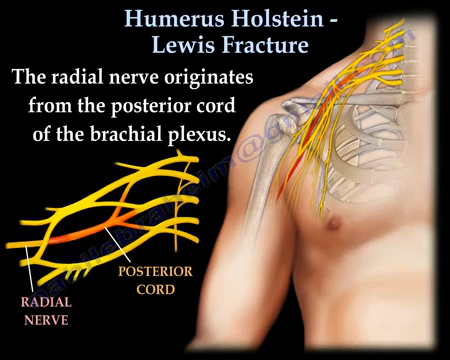 Humerus Holstein -
Lewis Fracture
The radial nerve originates
from the posterior cord
of the brachial plexus.
POSTERIOR
CORD
RADIAL
NERVE